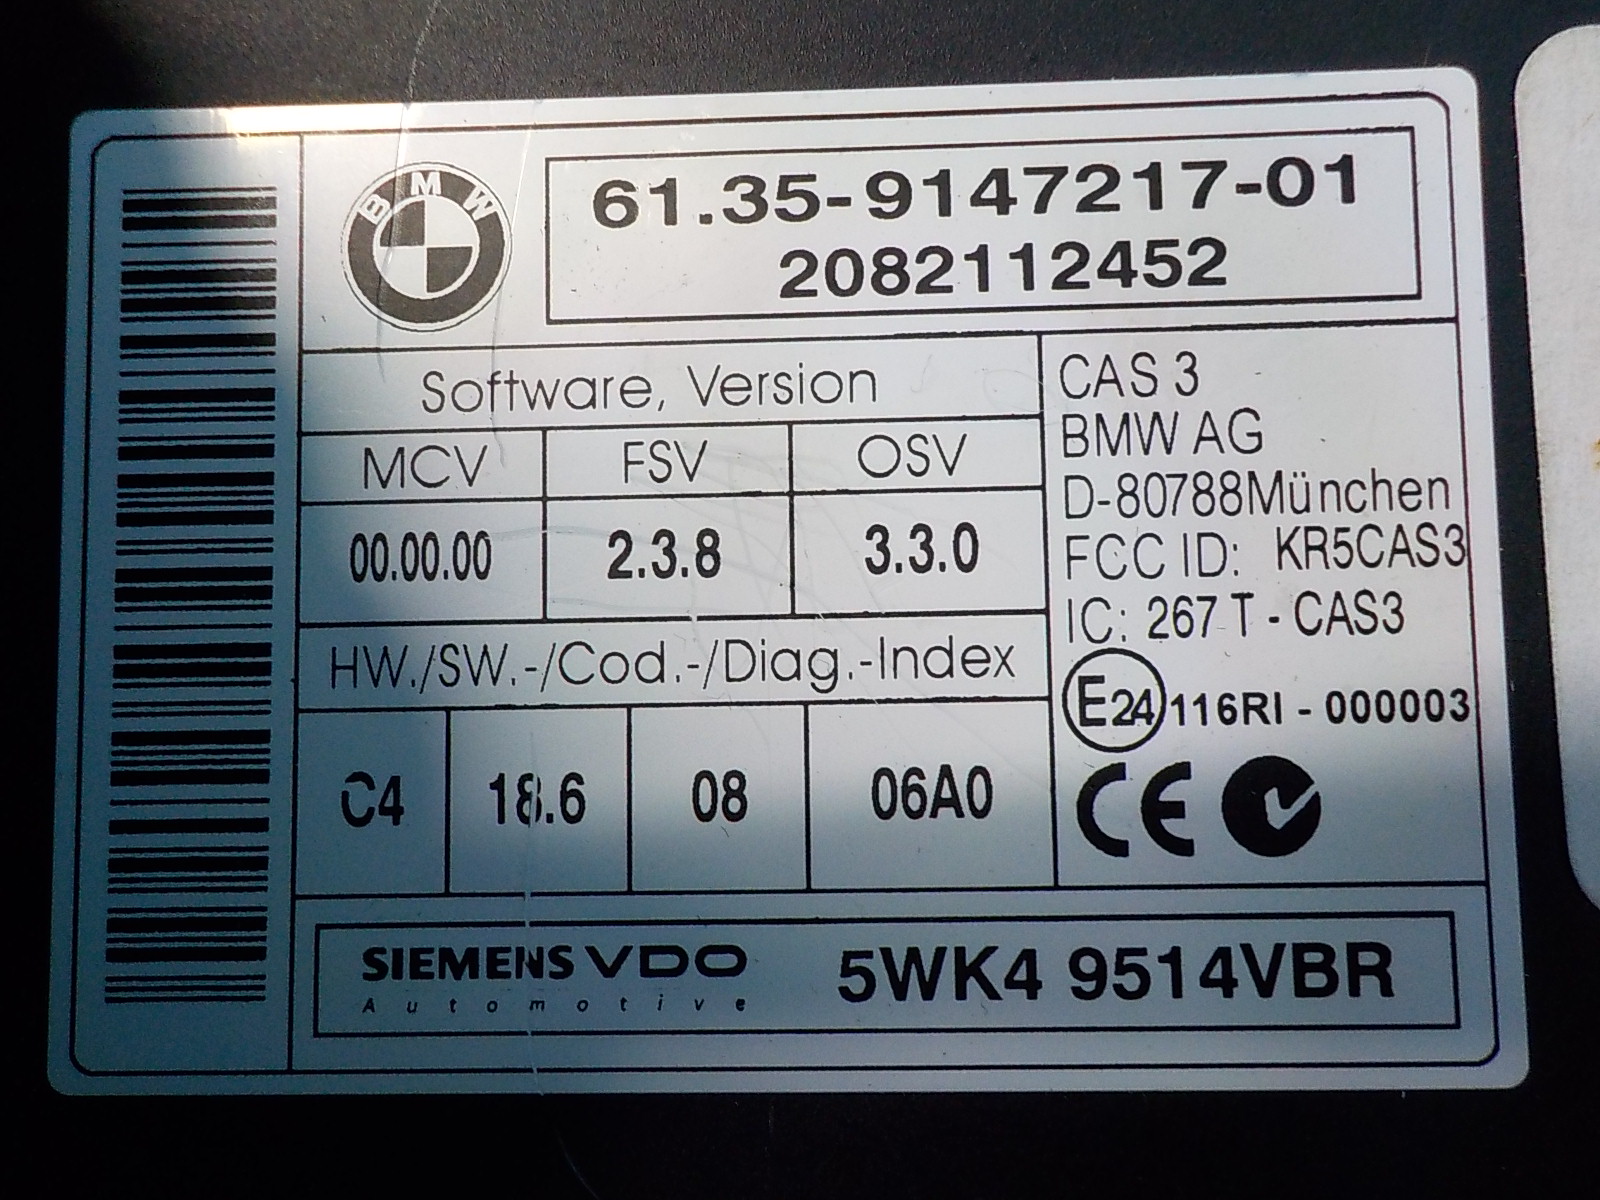 BMW
61.35-9147217-01
2082112452
Software, Version
MCV FSV OSV
00.00.00 2.3.8 3.3.0
HW./SW.-/Cod.-/Diag.-Index
C4 18.6 08 06A0
CAS 3
BMW AG
D-80788München
FCC ID: KR5CAS3
IC: 267 T - CAS3
E24 116RI - 000003
CE
SIEMENS VDO
Automotive
5WK4 9514VBR